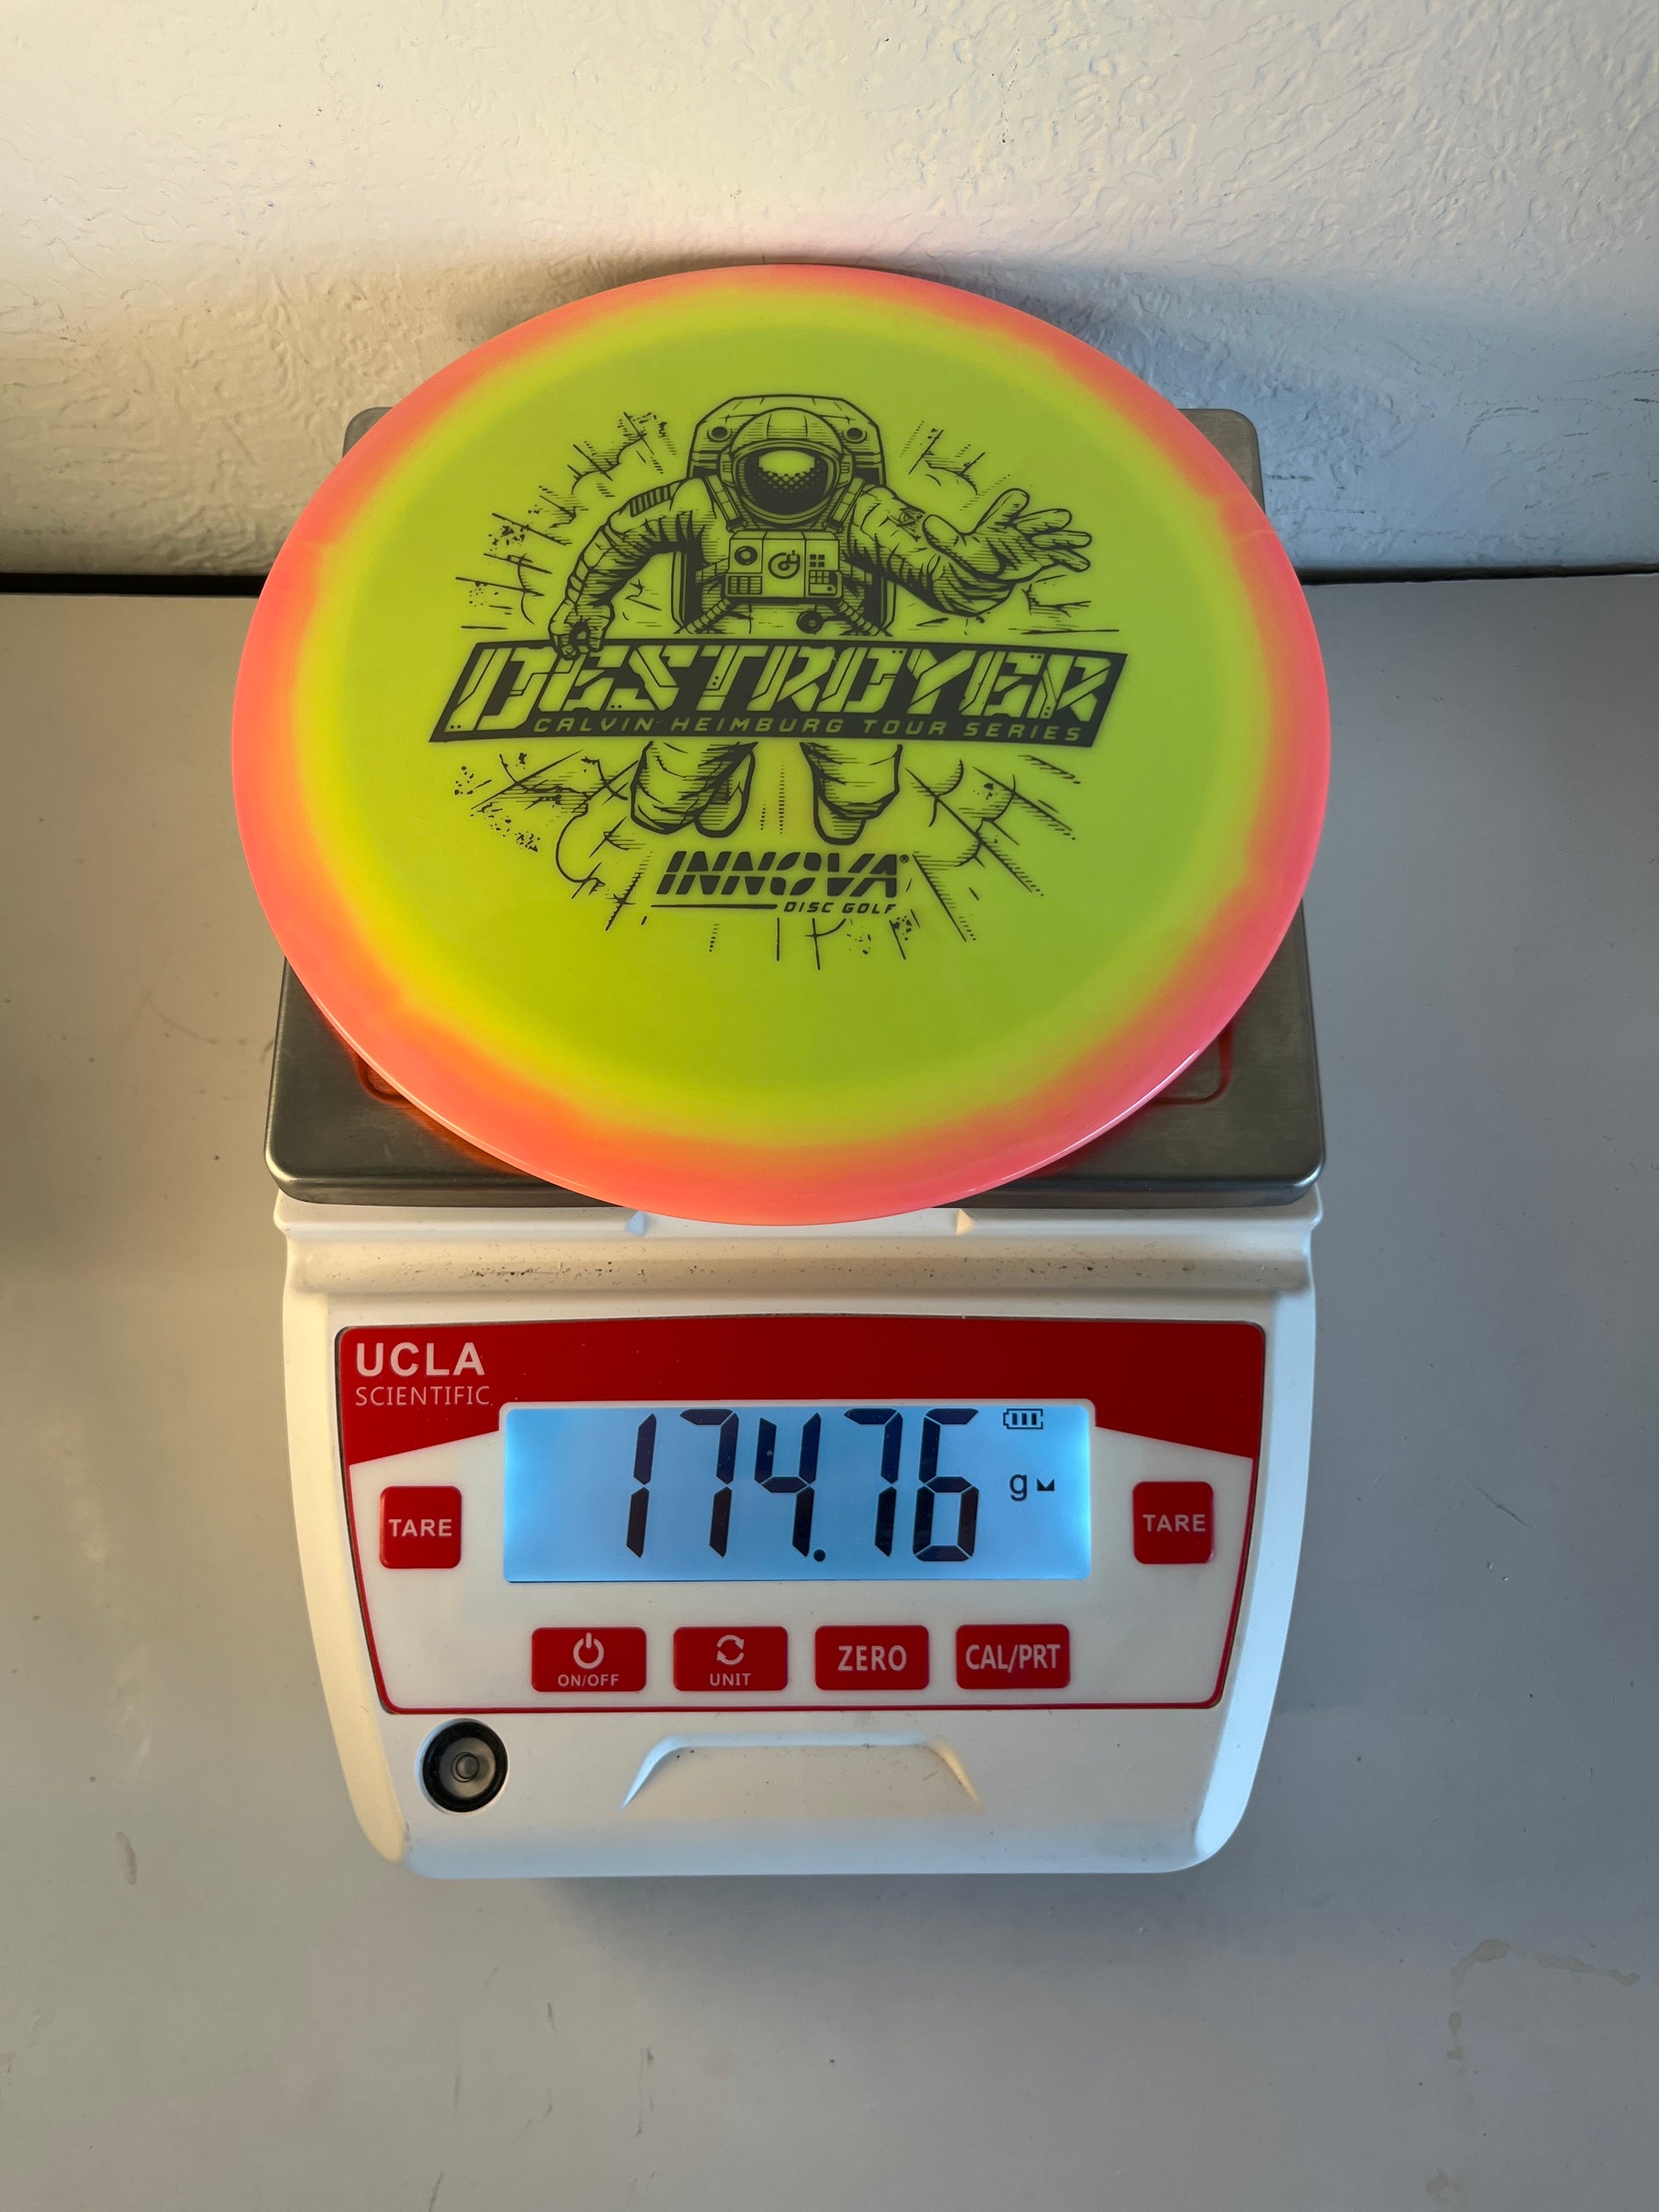 DESTROYER
CALVIN HEIMBURG TOUR SERIES
INNOVA®
DISC GOLF
UCLA
SCIENTIFIC
174.76
g
TARE
TARE
ON/OFF
UNIT
ZERO
CAL/PRT